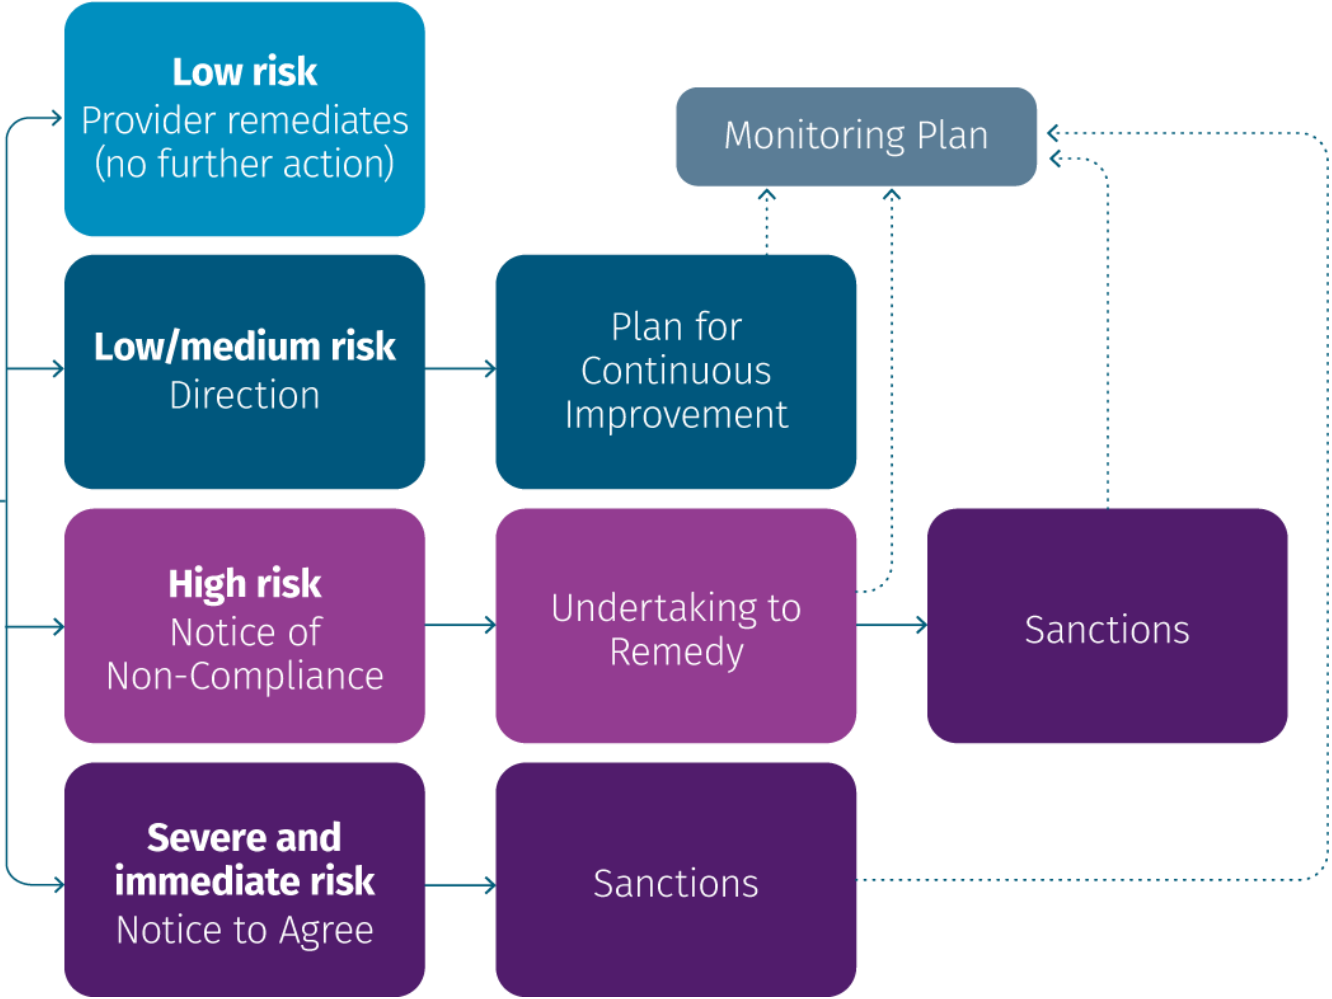 Low risk
Provider remediates
(no further action)
Monitoring Plan
Low/medium risk
Direction
Plan for
Continuous
Improvement
High risk
Notice of
Non-Compliance
Undertaking to
Remedy
Sanctions
Severe and
immediate risk
Notice to Agree
Sanctions